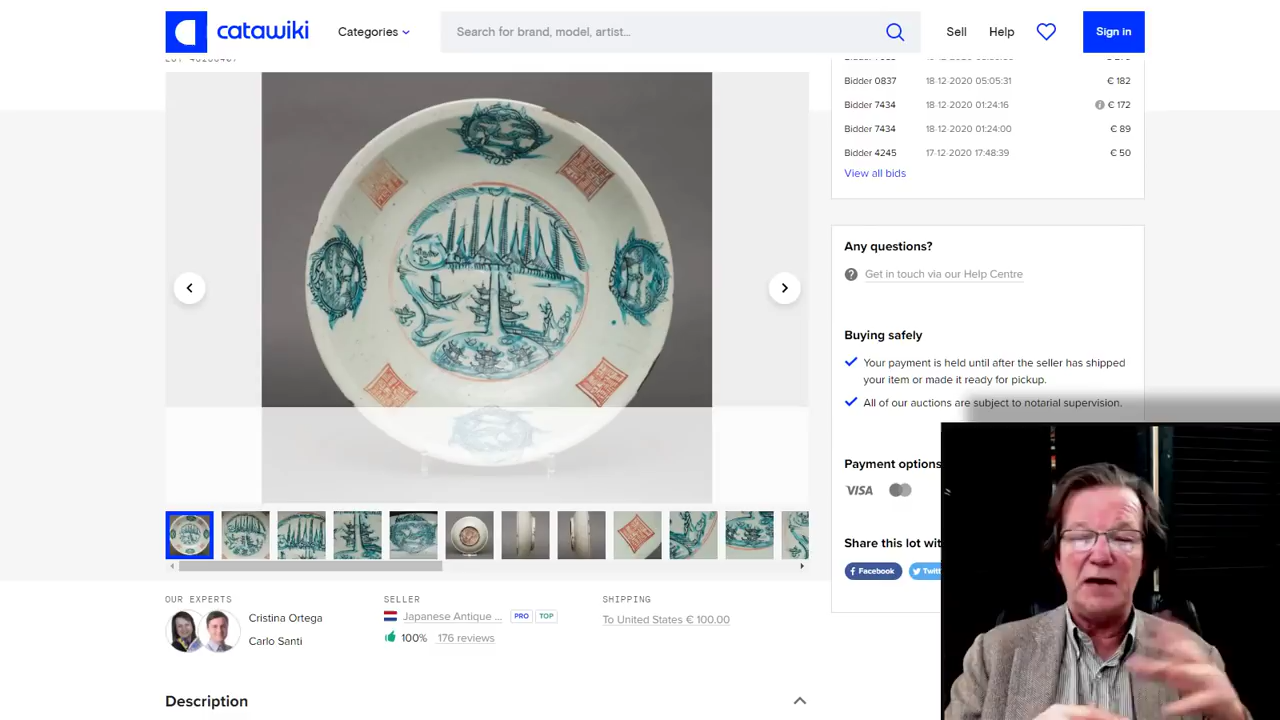 catawiki
Categories
Search for brand, model, artist...
Sell
Help
Sign in
Bidder 0837 18-12-2020 05:05:31 € 182
Bidder 7434 18-12-2020 01:24:16 € 172
Bidder 7434 18-12-2020 01:24:00 € 89
Bidder 4245 17-12-2020 17:48:39 € 50
View all bids
Any questions?
Get in touch via our Help Centre
Buying safely
Your payment is held until after the seller has shipped
your item or made it ready for pickup.
All of our auctions are subject to notarial supervision.
Payment options
VISA
Share this lot wit
Facebook
Twitt
OUR EXPERTS
Cristina Ortega
Carlo Santi
SELLER
Japanese Antique ... PRO TOP
100% 176 reviews
SHIPPING
To United States € 100.00
Description